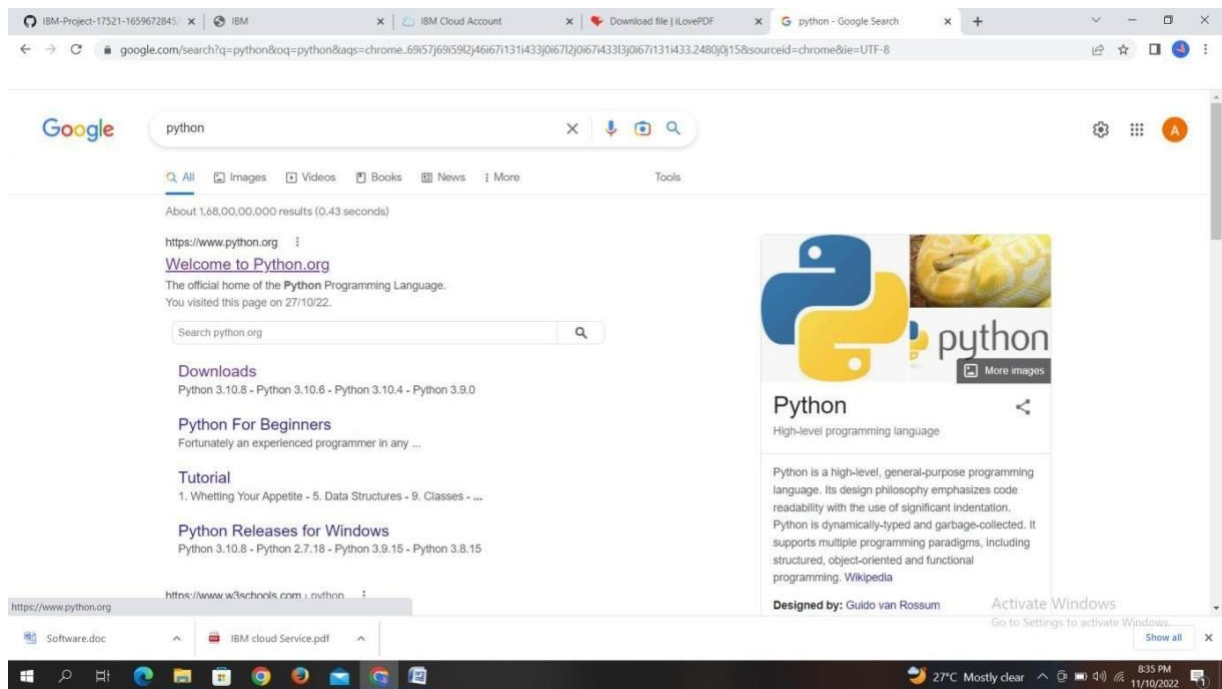 IBM-Project-17521-1659672845/
IBM
IBM Cloud Account
Download file | iLovePDF
python - Google Search
google.com/search?q=python&oq=python&aqs=chrome..69i57j69i59l2j46i67i131i433j0i67l2j0i67i433l3j0i67i131i433.2480j0j15&sourceid=chrome&ie=UTF-8
Google
python
A
All Images Videos Books News More Tools
About 1,68,00,00,000 results (0.43 seconds)
https://www.python.org
Welcome to Python.org
The official home of the Python Programming Language.
You visited this page on 27/10/22.
Search python.org
Downloads
Python 3.10.8 - Python 3.10.6 - Python 3.10.4 - Python 3.9.0
Python For Beginners
Fortunately an experienced programmer in any ...
Tutorial
1. Whetting Your Appetite - 5. Data Structures - 9. Classes - ...
Python Releases for Windows
Python 3.10.8 - Python 2.7.18 - Python 3.9.15 - Python 3.8.15
https://www.w3schools.com › python
python
More images
Python
High-level programming language
Python is a high-level, general-purpose programming
language. Its design philosophy emphasizes code
readability with the use of significant indentation.
Python is dynamically-typed and garbage-collected. It
supports multiple programming paradigms, including
structured, object-oriented and functional
programming. Wikipedia
Designed by: Guido van Rossum
Activate Windows
Go to Settings to activate Windows.
https://www.python.org
Software.doc
IBM cloud Service.pdf
Show all
27°C Mostly clear
8:35 PM
11/10/2022
1